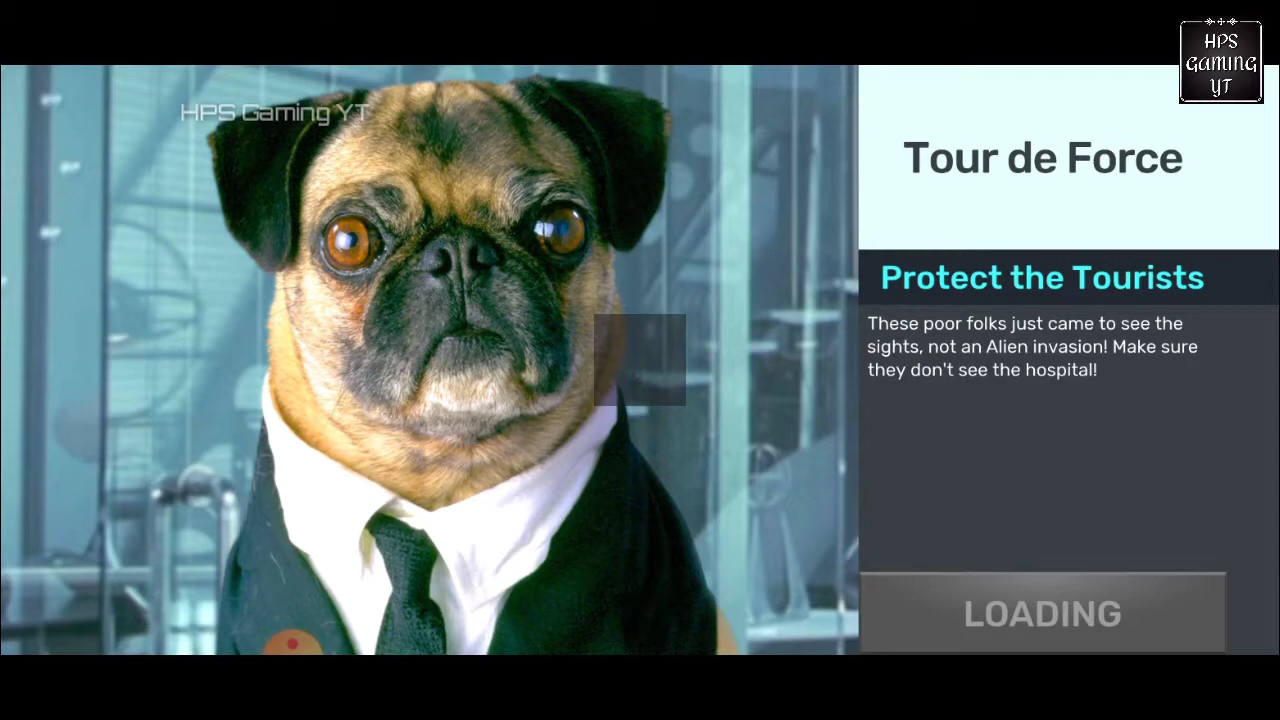 HPS
GAMING
YT
HPS Gaming YT
Tour de Force
Protect the Tourists
These poor folks just came to see the
sights, not an Alien invasion! Make sure
they don't see the hospital!
LOADING